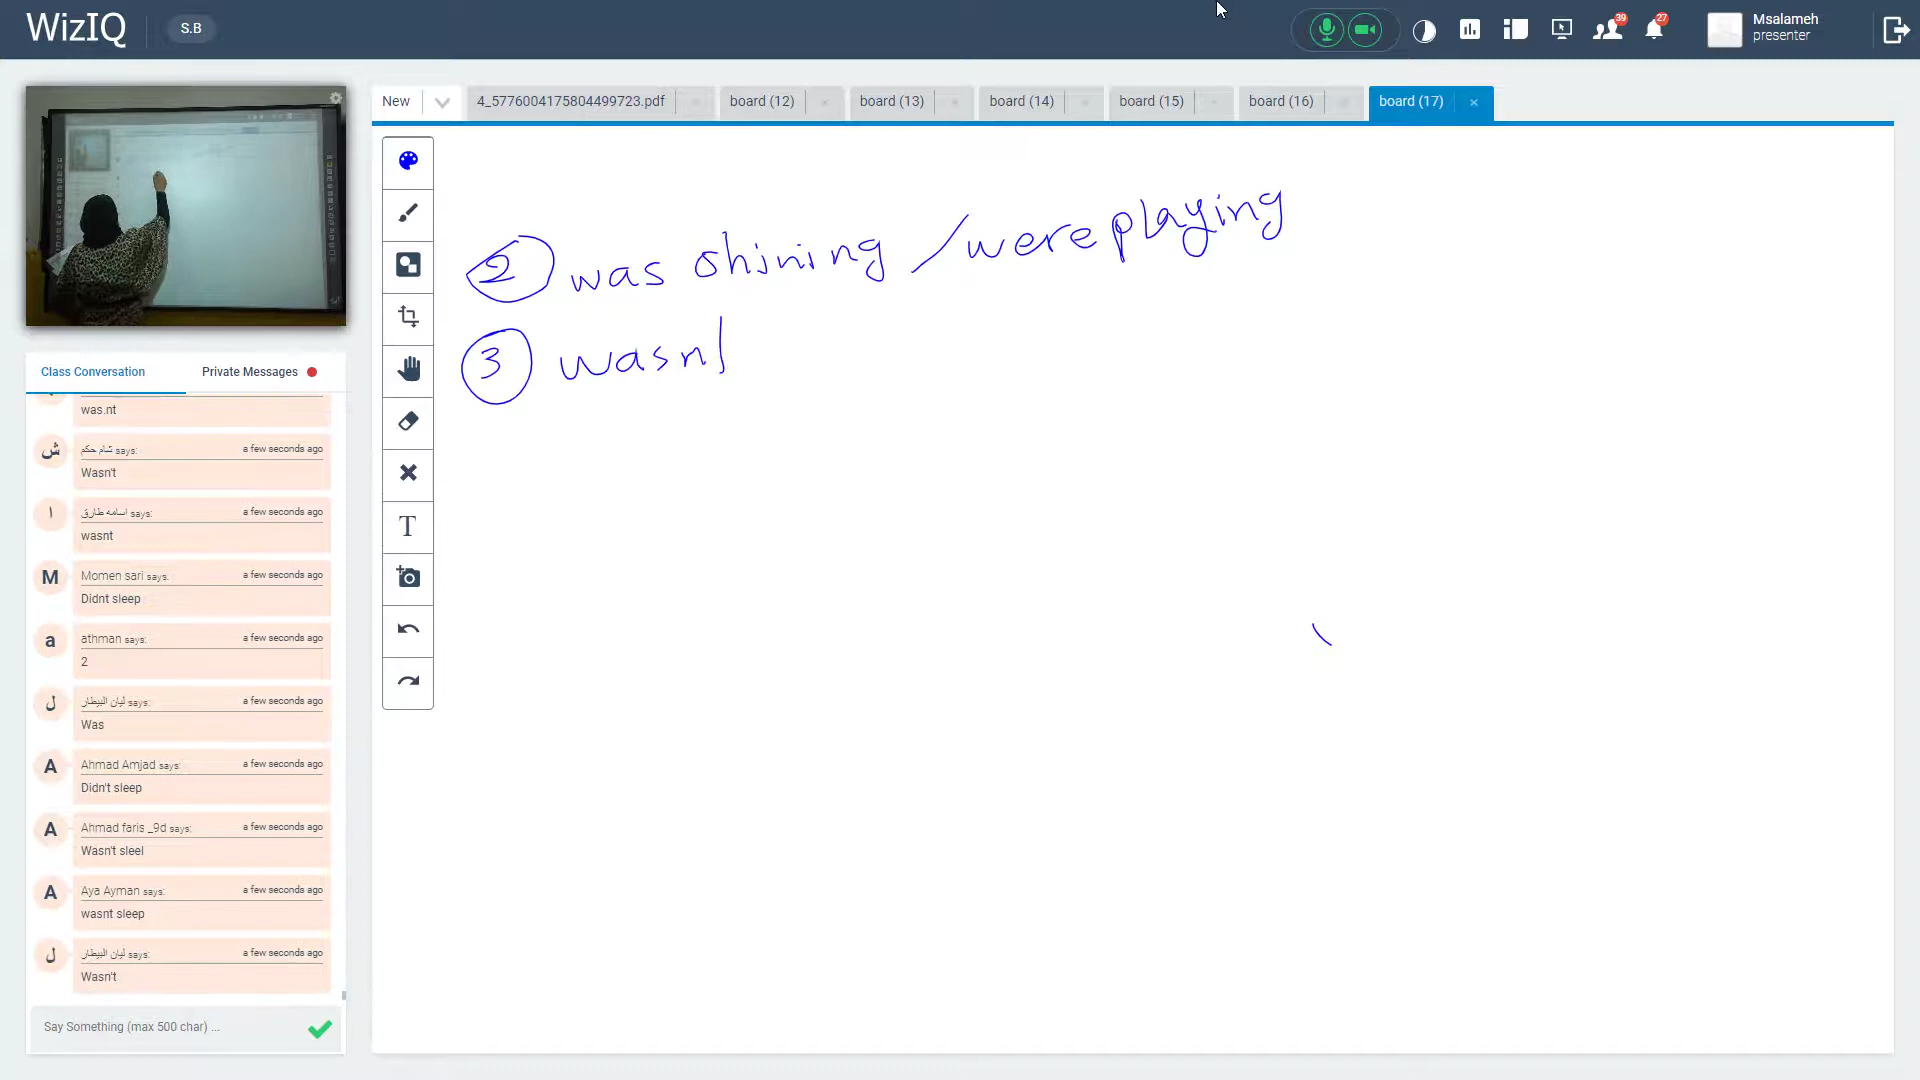 WizIQ
S.B
39
27
Msalameh
presenter
New
4_5776004175804499723.pdf
board (12)
board (13)
board (14)
board (15)
board (16)
board (17)
2 was shining / were playing
3 wasn
T
Class Conversation
Private Messages
was.nt
ش
شام حكم says:
a few seconds ago
Wasn't
ا
اسامه طارق says:
a few seconds ago
wasnt
M
Momen sari says:
a few seconds ago
Didnt sleep
a
athman says:
a few seconds ago
2
ل
ليان البيطار says:
a few seconds ago
Was
A
Ahmad Amjad says:
a few seconds ago
Didn't sleep
A
Ahmad faris _9d says:
a few seconds ago
Wasn't sleel
A
Aya Ayman says:
a few seconds ago
wasnt sleep
ل
ليان البيطار says:
a few seconds ago
Wasn't
Say Something (max 500 char) ...